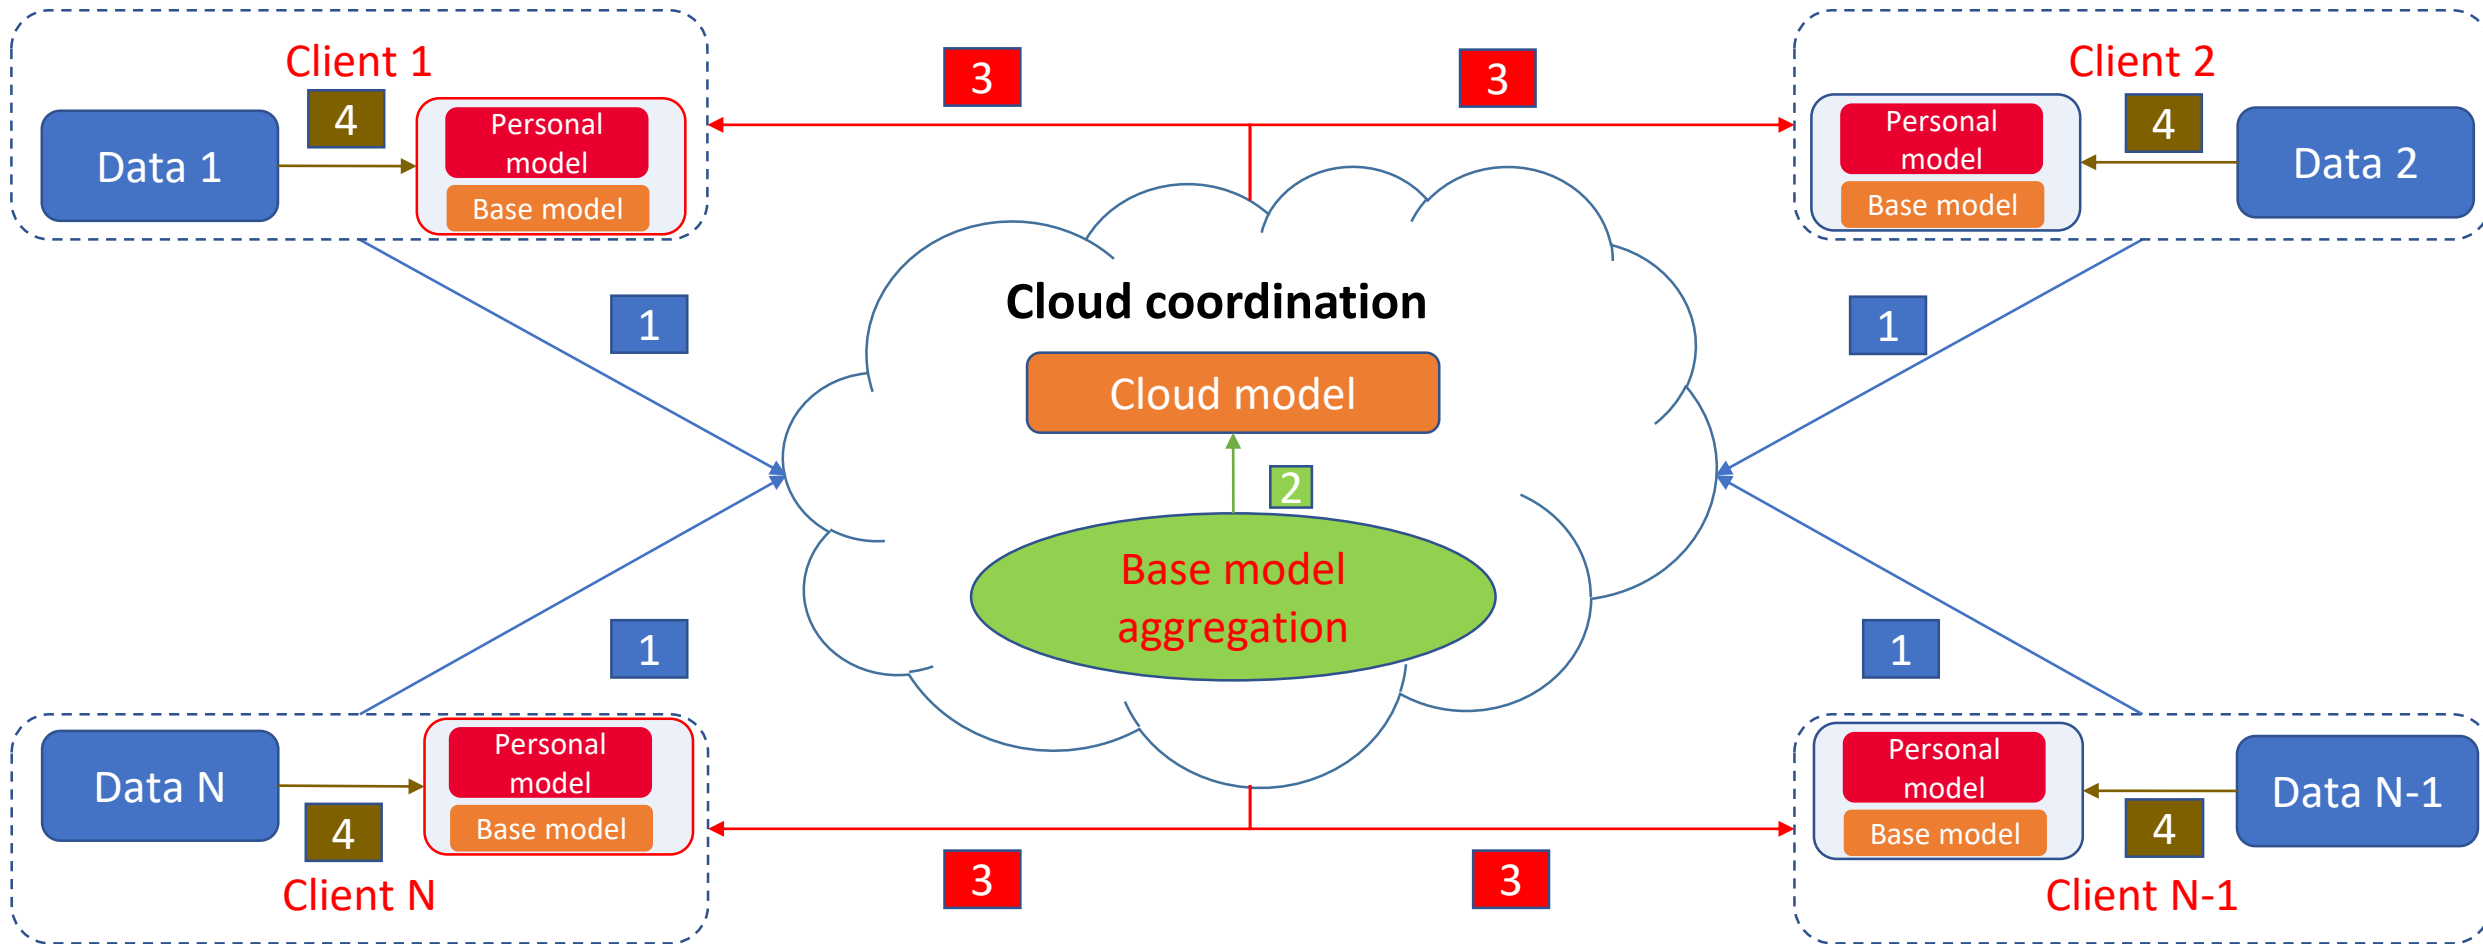 Client 1
4
Data 1
Personal
model
Base model
3
3
Client 2
Personal
model
Base model
4
Data 2
1
1
Cloud coordination
Cloud model
2
Base model
aggregation
1
1
Data N
4
Personal
model
Base model
Client N
3
3
Personal
model
Base model
4
Data N-1
Client N-1